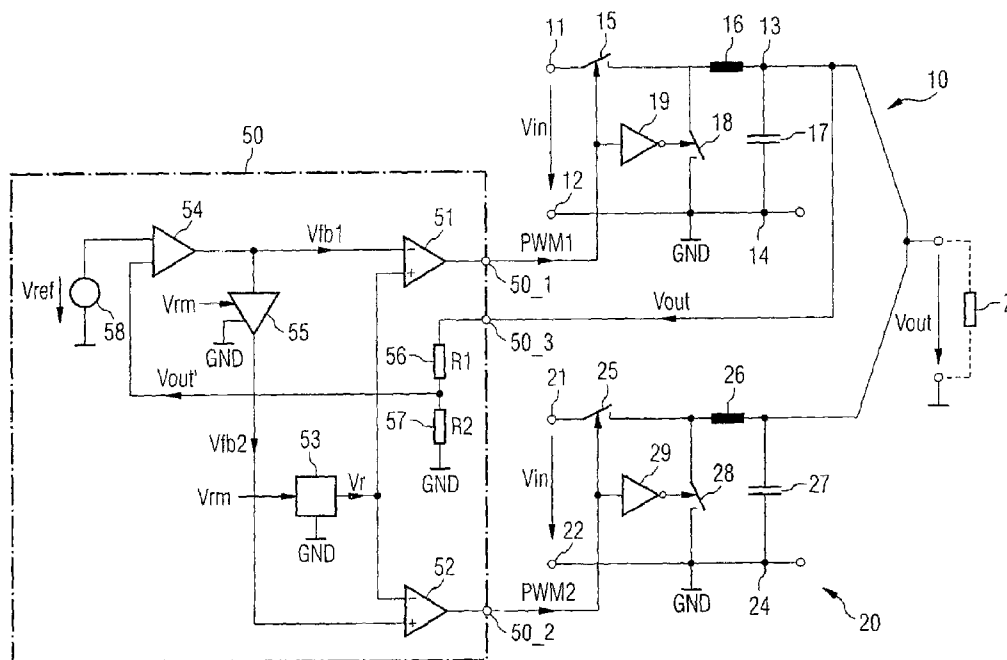 11
15
16
13
10
Vin
19
18
17
50
12
54
Vfb1
51
PWM1
GND
14
50_1
Vref
Vrm
58
55
GND
Vout
50_3
Vout
56
R1
21
25
26
Vout'
57
R2
Vfb2
53
Vr
Vin
29
28
27
Vrm
GND
GND
22
52
PWM2
GND
24
50_2
20